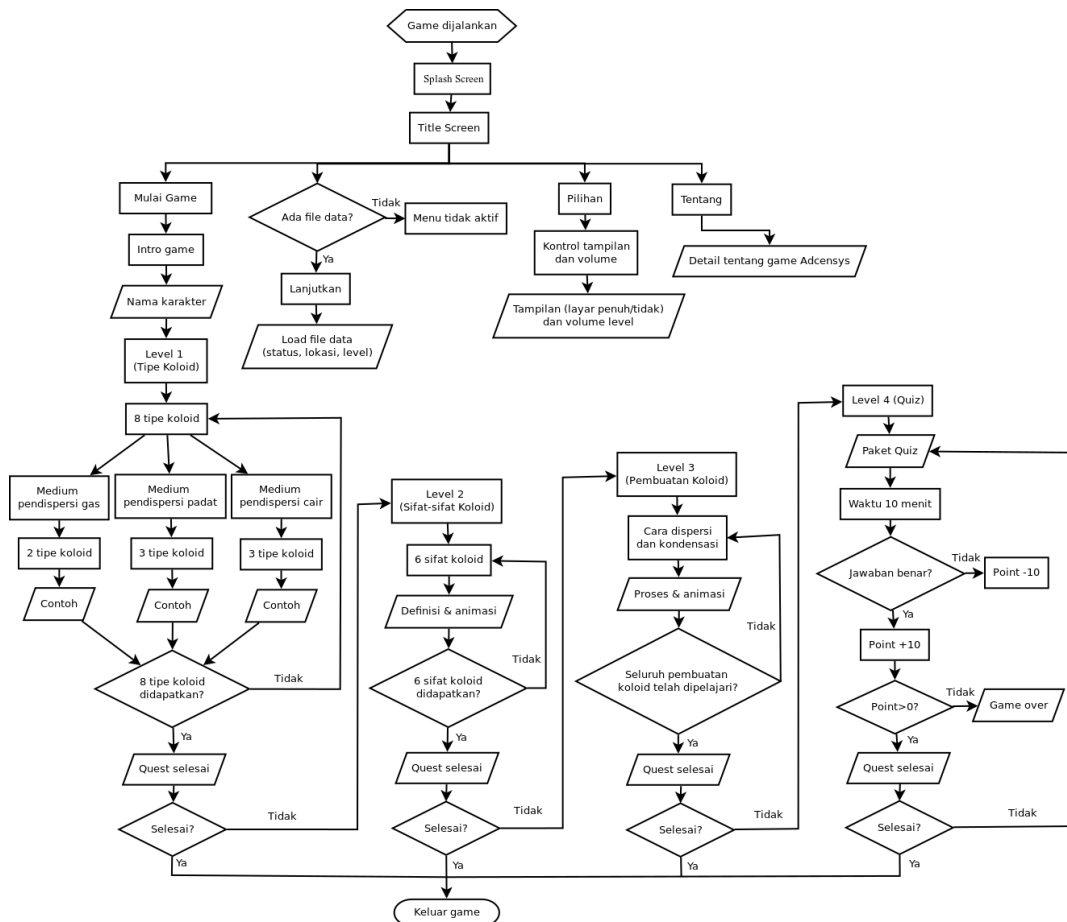 Game dijalankan
Splash Screen
Title Screen
Mulai Game
Intro game
Nama karakter
Level 1
(Tipe Koloid)
Ada file data?
Tidak
Menu tidak aktif
Ya
Lanjutkan
Load file data
(status, lokasi, level)
Pilihan
Kontrol tampilan
dan volume
Tampilan (layar penuh/tidak)
dan volume level
Tentang
Detail tentang game Adcensys
8 tipe koloid
Medium
pendispersi gas
Medium
pendispersi padat
Medium
pendispersi cair
2 tipe koloid
3 tipe koloid
3 tipe koloid
Contoh
Contoh
Contoh
8 tipe koloid
didapatkan?
Tidak
Ya
Quest selesai
Selesai?
Tidak
Ya
Level 2
(Sifat-sifat Koloid)
6 sifat koloid
Definisi & animasi
6 sifat koloid
didapatkan?
Tidak
Ya
Quest selesai
Selesai?
Tidak
Ya
Level 3
(Pembuatan Koloid)
Cara dispersi
dan kondensasi
Proses & animasi
Seluruh pembuatan
koloid telah dipelajari?
Tidak
Ya
Quest selesai
Selesai?
Tidak
Ya
Level 4 (Quiz)
Paket Quiz
Waktu 10 menit
Jawaban benar?
Tidak
Point -10
Ya
Point +10
Point>0?
Tidak
Game over
Ya
Quest selesai
Selesai?
Tidak
Ya
Keluar game